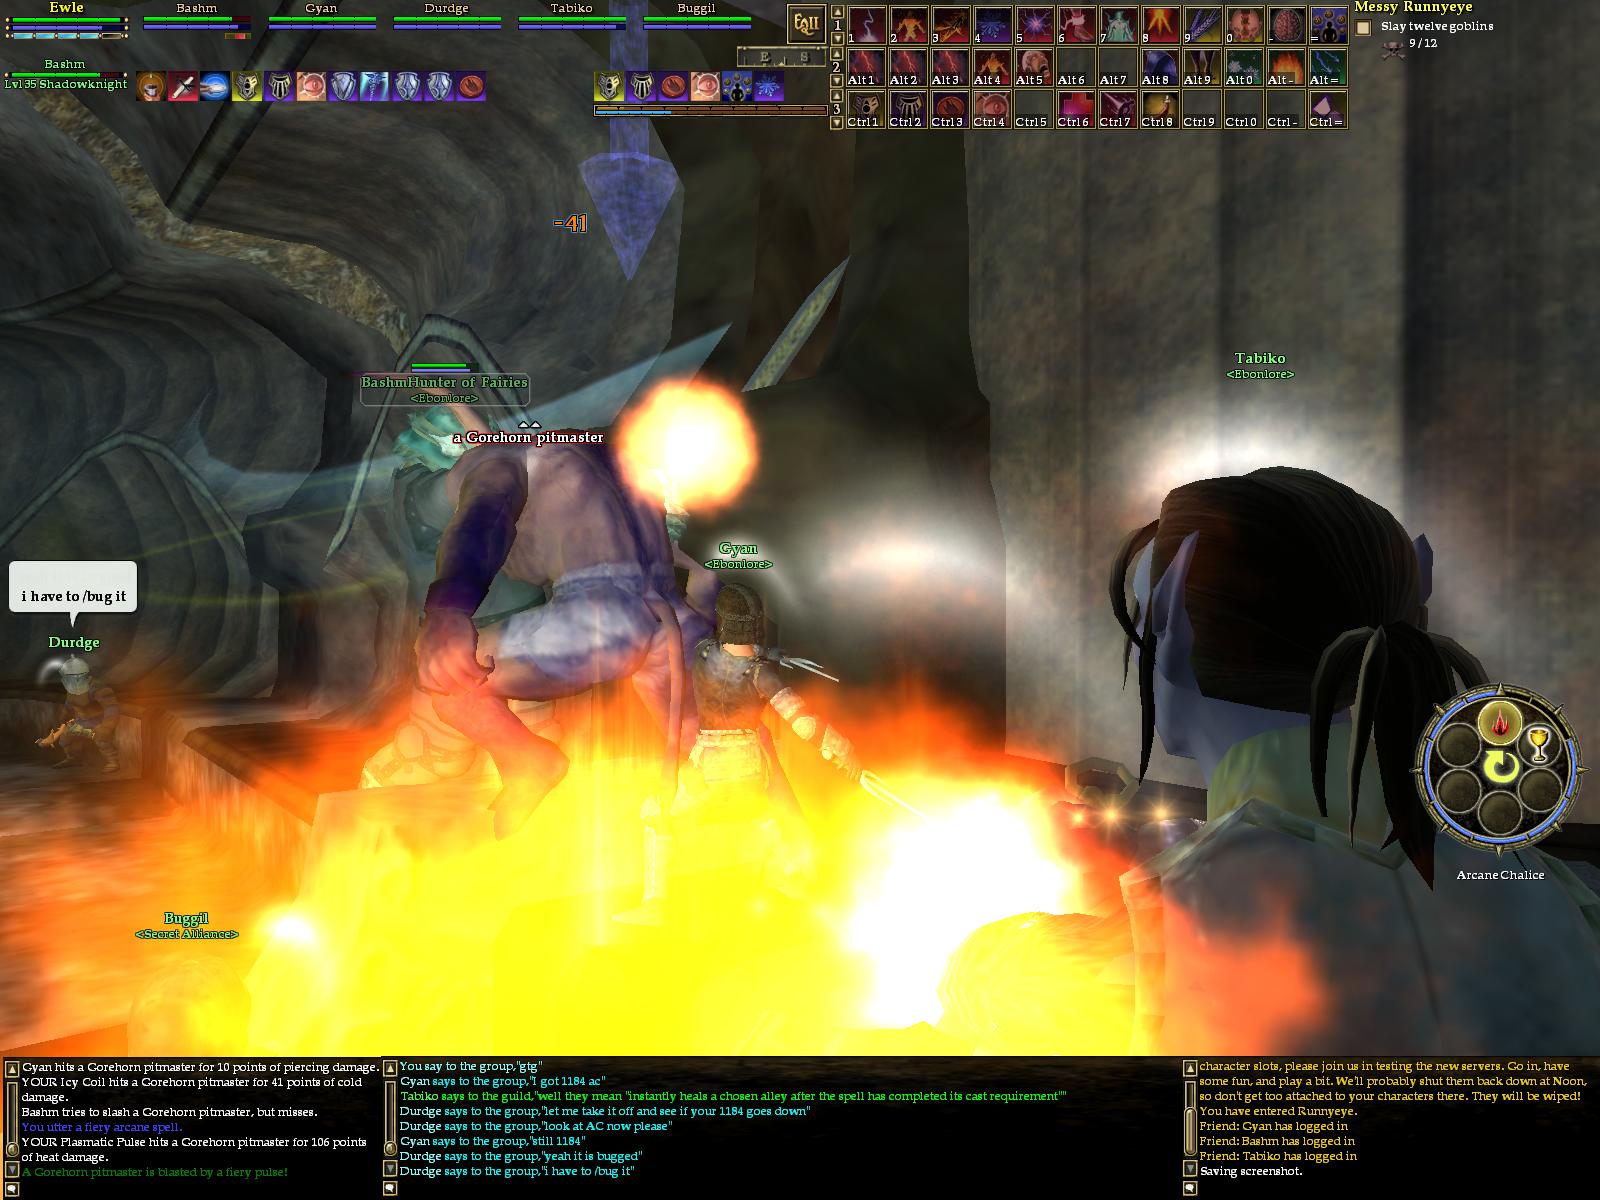 Ewle
Bashm
Gyan
Durdge
Tabiko
Buggil
EQII
1
2
3
E S
1 2 3 4 5 6 7 8 9 0 - =
Alt1 Alt2 Alt3 Alt4 Alt5 Alt6 Alt7 Alt8 Alt9 Alt0 Alt- Alt=
Ctrl1 Ctrl2 Ctrl3 Ctrl4 Ctrl5 Ctrl6 Ctrl7 Ctrl8 Ctrl9 Ctrl0 Ctrl- Ctrl=
Messy Runnyeye
Slay twelve goblins
9/12
Bashm
Lvl 35 Shadowknight
-41
BashmHunter of Fairies
<Ebonlore>
a Gorehorn pitmaster
Tabiko
<Ebonlore>
Gyan
<Ebonlore>
i have to /bug it
Durdge
Buggil
<Secret Alliance>
Arcane Chalice
Gyan hits a Gorehorn pitmaster for 10 points of piercing damage.
YOUR Icy Coil hits a Gorehorn pitmaster for 41 points of cold
damage.
Bashm tries to slash a Gorehorn pitmaster, but misses.
You utter a fiery arcane spell.
YOUR Plasmatic Pulse hits a Gorehorn pitmaster for 106 points
of heat damage.
A Gorehorn pitmaster is blasted by a fiery pulse!
You say to the group,"gtg"
Gyan says to the group,"I got 1184 ac"
Tabiko says to the guild,"well they mean "instantly heals a chosen alley after the spell has completed its cast requirement""
Durdge says to the group,"let me take it off and see if your 1184 goes down"
Durdge says to the group,"look at AC now please"
Gyan says to the group,"still 1184"
Durdge says to the group,"yeah it is bugged"
Durdge says to the group,"i have to /bug it"
character slots, please join us in testing the new servers. Go in, have
some fun, and play a bit. We'll probably shut them back down at Noon,
so don't get too attached to your characters there. They will be wiped!
You have entered Runnyeye.
Friend: Gyan has logged in
Friend: Bashm has logged in
Friend: Tabiko has logged in
Saving screenshot.